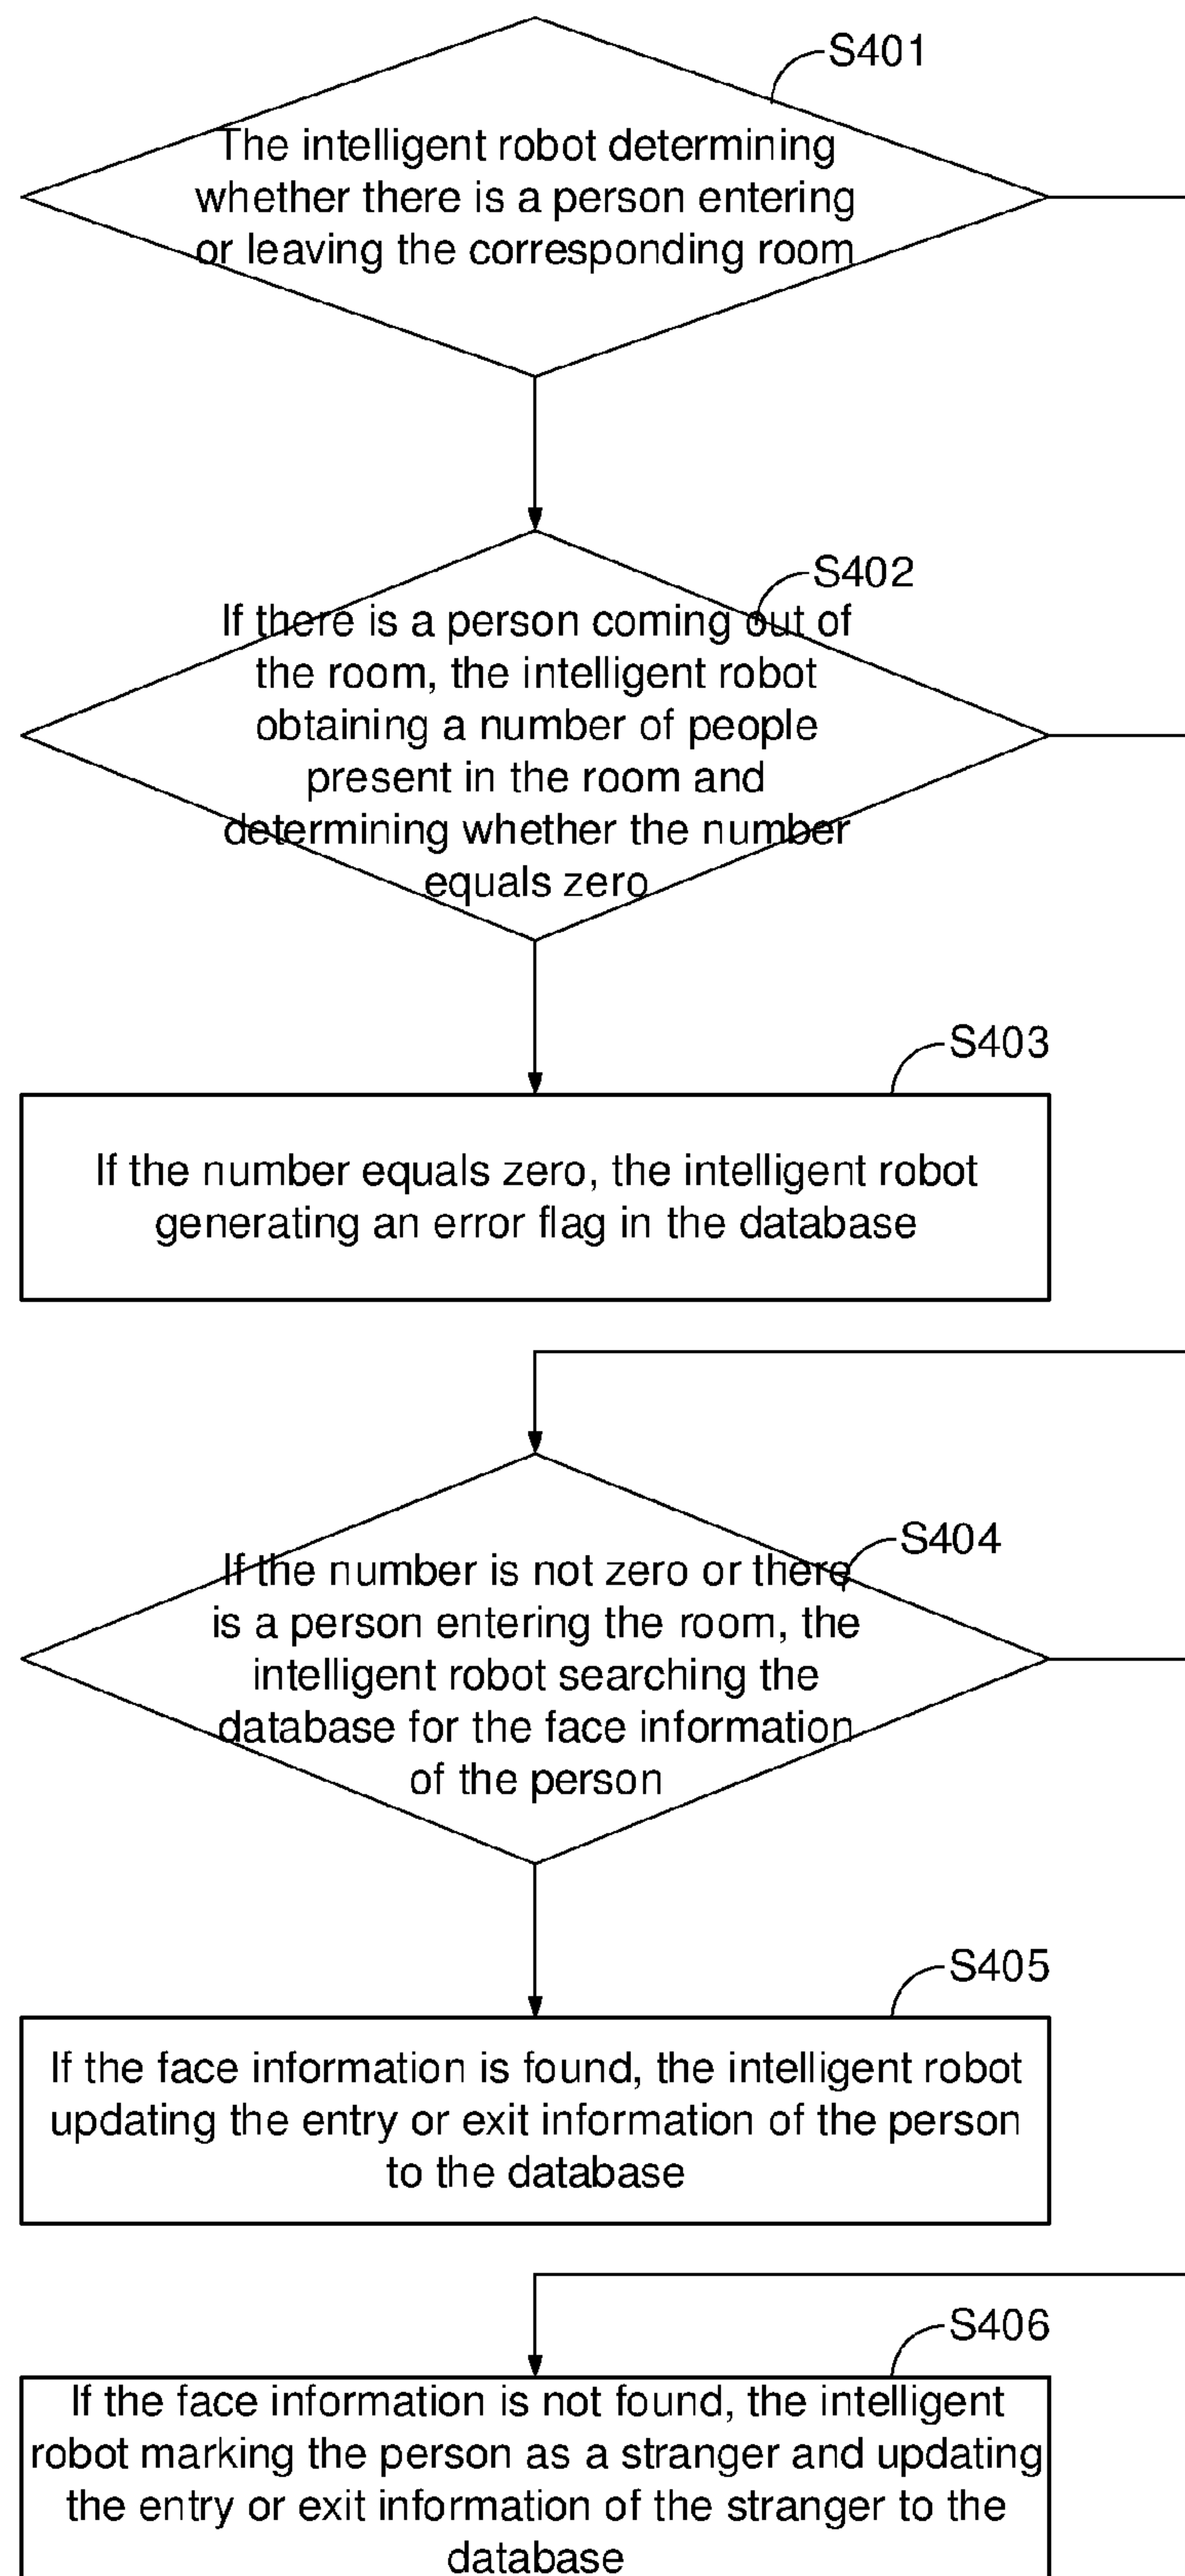 S401
The intelligent robot determining
whether there is a person entering
or leaving the corresponding room
S402
If there is a person coming out of
the room, the intelligent robot
obtaining a number of people
present in the room and
determining whether the number
equals zero
S403
If the number equals zero, the intelligent robot
generating an error flag in the database
S404
If the number is not zero or there
is a person entering the room, the
intelligent robot searching the
database for the face information
of the person
S405
If the face information is found, the intelligent robot
updating the entry or exit information of the person
to the database
S406
If the face information is not found, the intelligent
robot marking the person as a stranger and updating
the entry or exit information of the stranger to the
database